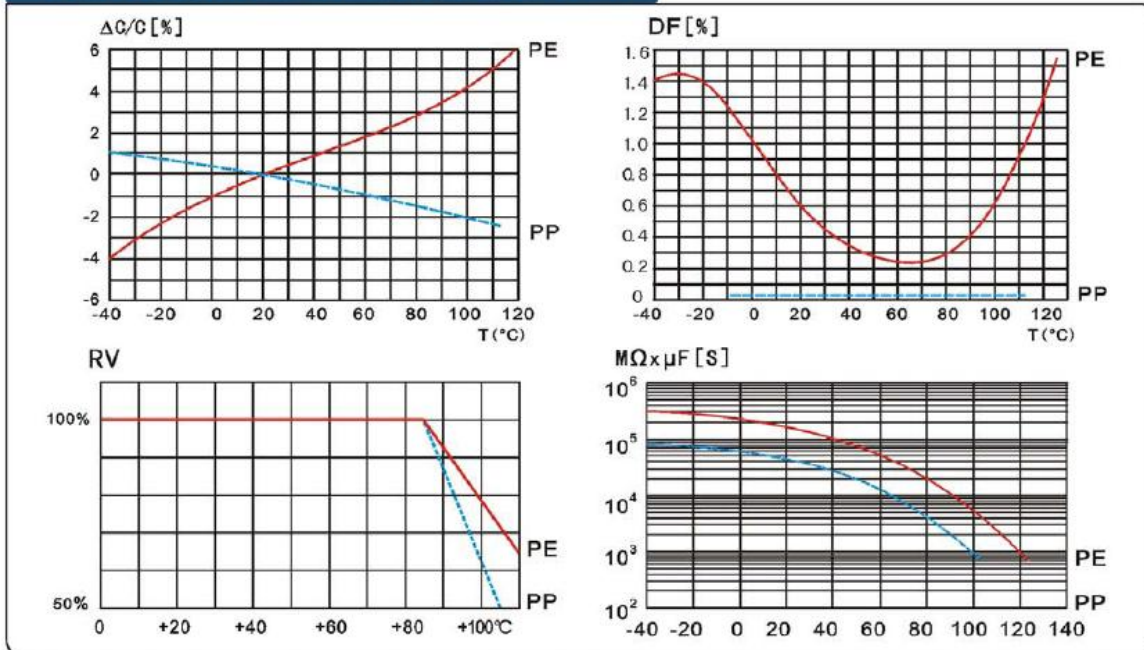 ΔC/C [%]
6
4
2
0
-2
-4
-6
PE
PP
-40 -20 0 20 40 60 80 100 120
T(°C)
DF [%]
1.6
1.4
1.2
1.0
0.8
0.6
0.4
0.2
0
PE
PP
-40 -20 0 20 40 60 80 100 120
T(°C)
RV
100%
50%
PE
PP
0 +20 +40 +60 +80 +100°C
MΩxμF [S]
10⁶
10⁵
10⁴
10³
10²
PE
PP
-40 -20 0 20 40 60 80 100 120 140